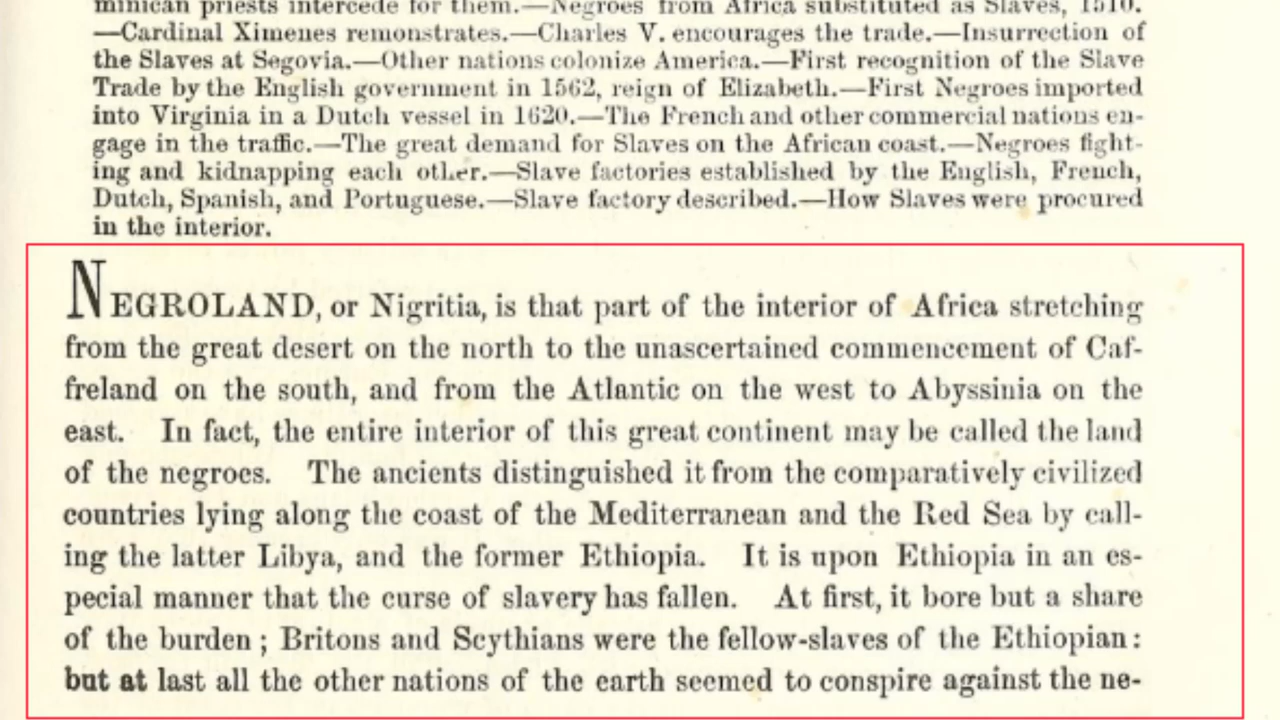 minican priests intercede for them.—Negroes from Africa substituted as Slaves, 1510.
—Cardinal Ximenes remonstrates.—Charles V. encourages the trade.—Insurrection of
the Slaves at Segovia.—Other nations colonize America.—First recognition of the Slave
Trade by the English government in 1562, reign of Elizabeth.—First Negroes imported
into Virginia in a Dutch vessel in 1620.—The French and other commercial nations en-
gage in the traffic.—The great demand for Slaves on the African coast.—Negroes fight-
ing and kidnapping each other.—Slave factories established by the English, French,
Dutch, Spanish, and Portuguese.—Slave factory described.—How Slaves were procured
in the interior.
NEGROLAND, or Nigritia, is that part of the interior of Africa stretching
from the great desert on the north to the unascertained commencement of Caf-
freland on the south, and from the Atlantic on the west to Abyssinia on the
east. In fact, the entire interior of this great continent may be called the land
of the negroes. The ancients distinguished it from the comparatively civilized
countries lying along the coast of the Mediterranean and the Red Sea by call-
ing the latter Libya, and the former Ethiopia. It is upon Ethiopia in an es-
pecial manner that the curse of slavery has fallen. At first, it bore but a share
of the burden ; Britons and Scythians were the fellow-slaves of the Ethiopian :
but at last all the other nations of the earth seemed to conspire against the ne-